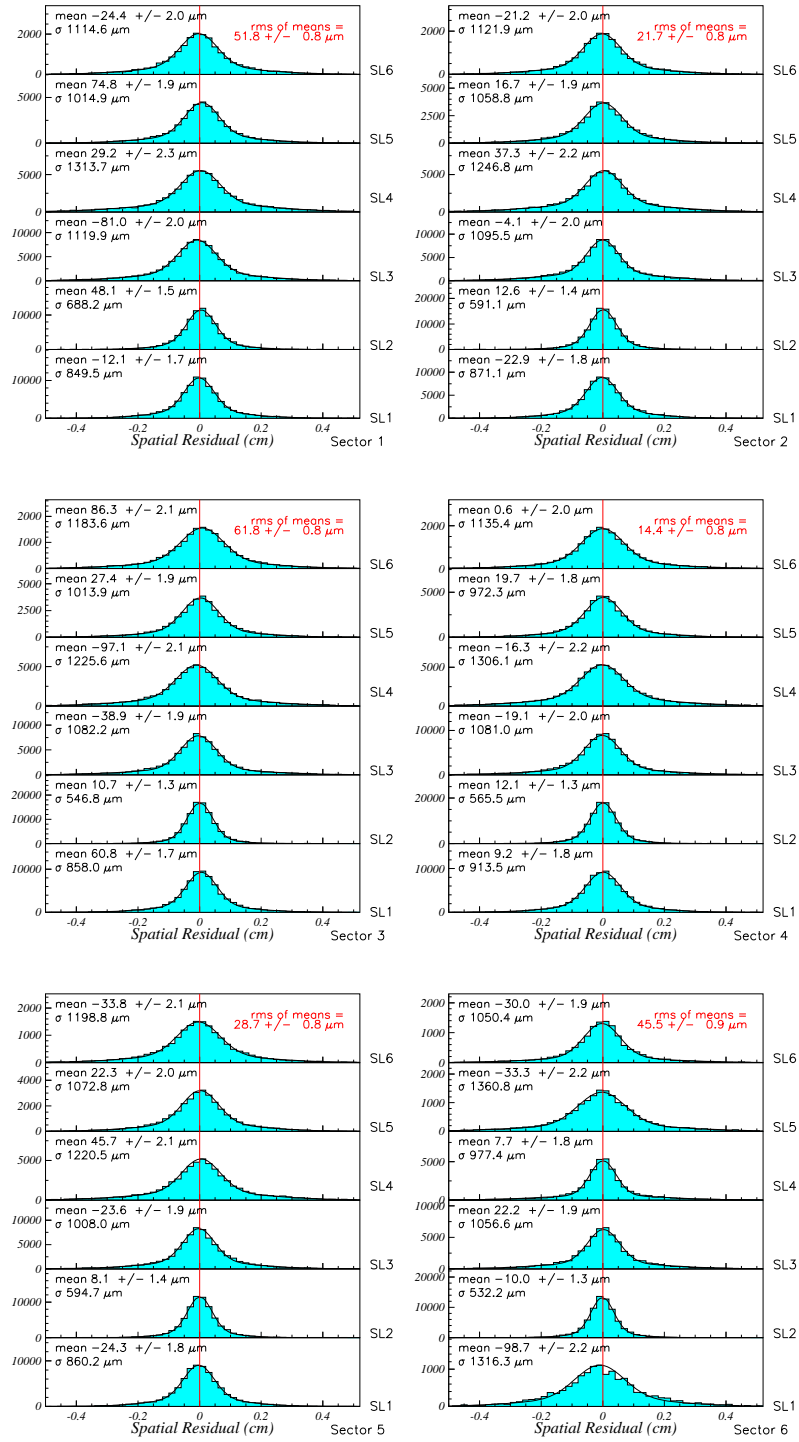 mean −24.4 +/− 2.0 μm
σ 1114.6 μm
rms of means =
51.8 +/− 0.8 μm
2000
0
SL6
mean 74.8 +/− 1.9 μm
σ 1014.9 μm
5000
0
SL5
mean 29.2 +/− 2.3 μm
σ 1313.7 μm
5000
0
SL4
mean −81.0 +/− 2.0 μm
σ 1119.9 μm
10000
5000
0
SL3
mean 48.1 +/− 1.5 μm
σ 688.2 μm
10000
0
SL2
mean −12.1 +/− 1.7 μm
σ 849.5 μm
10000
0
SL1
-0.4 -0.2 0 0.2 0.4
Spatial Residual (cm)
Sector 1
mean −21.2 +/− 2.0 μm
σ 1121.9 μm
rms of means =
21.7 +/− 0.8 μm
2000
0
SL6
mean 16.7 +/− 1.9 μm
σ 1058.8 μm
5000
2500
0
SL5
mean 37.3 +/− 2.2 μm
σ 1246.8 μm
5000
0
SL4
mean −4.1 +/− 2.0 μm
σ 1095.5 μm
10000
5000
0
SL3
mean 12.6 +/− 1.4 μm
σ 591.1 μm
20000
10000
0
SL2
mean −22.9 +/− 1.8 μm
σ 871.1 μm
10000
5000
0
SL1
-0.4 -0.2 0 0.2 0.4
Spatial Residual (cm)
Sector 2
mean 86.3 +/− 2.1 μm
σ 1183.6 μm
rms of means =
61.8 +/− 0.8 μm
2000
1000
0
SL6
mean 27.4 +/− 1.9 μm
σ 1013.9 μm
5000
2500
0
SL5
mean −97.1 +/− 2.1 μm
σ 1225.6 μm
5000
0
SL4
mean −38.9 +/− 1.9 μm
σ 1082.2 μm
10000
5000
0
SL3
mean 10.7 +/− 1.3 μm
σ 546.8 μm
20000
10000
0
SL2
mean 60.8 +/− 1.7 μm
σ 858.0 μm
10000
0
SL1
-0.4 -0.2 0 0.2 0.4
Spatial Residual (cm)
Sector 3
mean 0.6 +/− 2.0 μm
σ 1135.4 μm
rms of means =
14.4 +/− 0.8 μm
2000
0
SL6
mean 19.7 +/− 1.8 μm
σ 972.3 μm
5000
0
SL5
mean −16.3 +/− 2.2 μm
σ 1306.1 μm
5000
0
SL4
mean −19.1 +/− 2.0 μm
σ 1081.0 μm
10000
5000
0
SL3
mean 12.1 +/− 1.3 μm
σ 565.5 μm
20000
0
SL2
mean 9.2 +/− 1.8 μm
σ 913.5 μm
10000
0
SL1
-0.4 -0.2 0 0.2 0.4
Spatial Residual (cm)
Sector 4
mean −33.8 +/− 2.1 μm
σ 1198.8 μm
rms of means =
28.7 +/− 0.8 μm
2000
1000
0
SL6
mean 22.3 +/− 2.0 μm
σ 1072.8 μm
4000
2000
0
SL5
mean 45.7 +/− 2.1 μm
σ 1220.5 μm
5000
0
SL4
mean −23.6 +/− 1.9 μm
σ 1008.0 μm
10000
5000
0
SL3
mean 8.1 +/− 1.4 μm
σ 594.7 μm
10000
0
SL2
mean −24.3 +/− 1.8 μm
σ 860.2 μm
10000
5000
0
SL1
-0.4 -0.2 0 0.2 0.4
Spatial Residual (cm)
Sector 5
mean −30.0 +/− 1.9 μm
σ 1050.4 μm
rms of means =
45.5 +/− 0.9 μm
2000
1000
0
SL6
mean −33.3 +/− 2.2 μm
σ 1360.8 μm
2000
1000
0
SL5
mean 7.7 +/− 1.8 μm
σ 977.4 μm
5000
0
SL4
mean 22.2 +/− 1.9 μm
σ 1056.6 μm
10000
5000
0
SL3
mean −10.0 +/− 1.3 μm
σ 532.2 μm
20000
10000
0
SL2
mean −98.7 +/− 2.2 μm
σ 1316.3 μm
1000
0
SL1
-0.4 -0.2 0 0.2 0.4
Spatial Residual (cm)
Sector 6